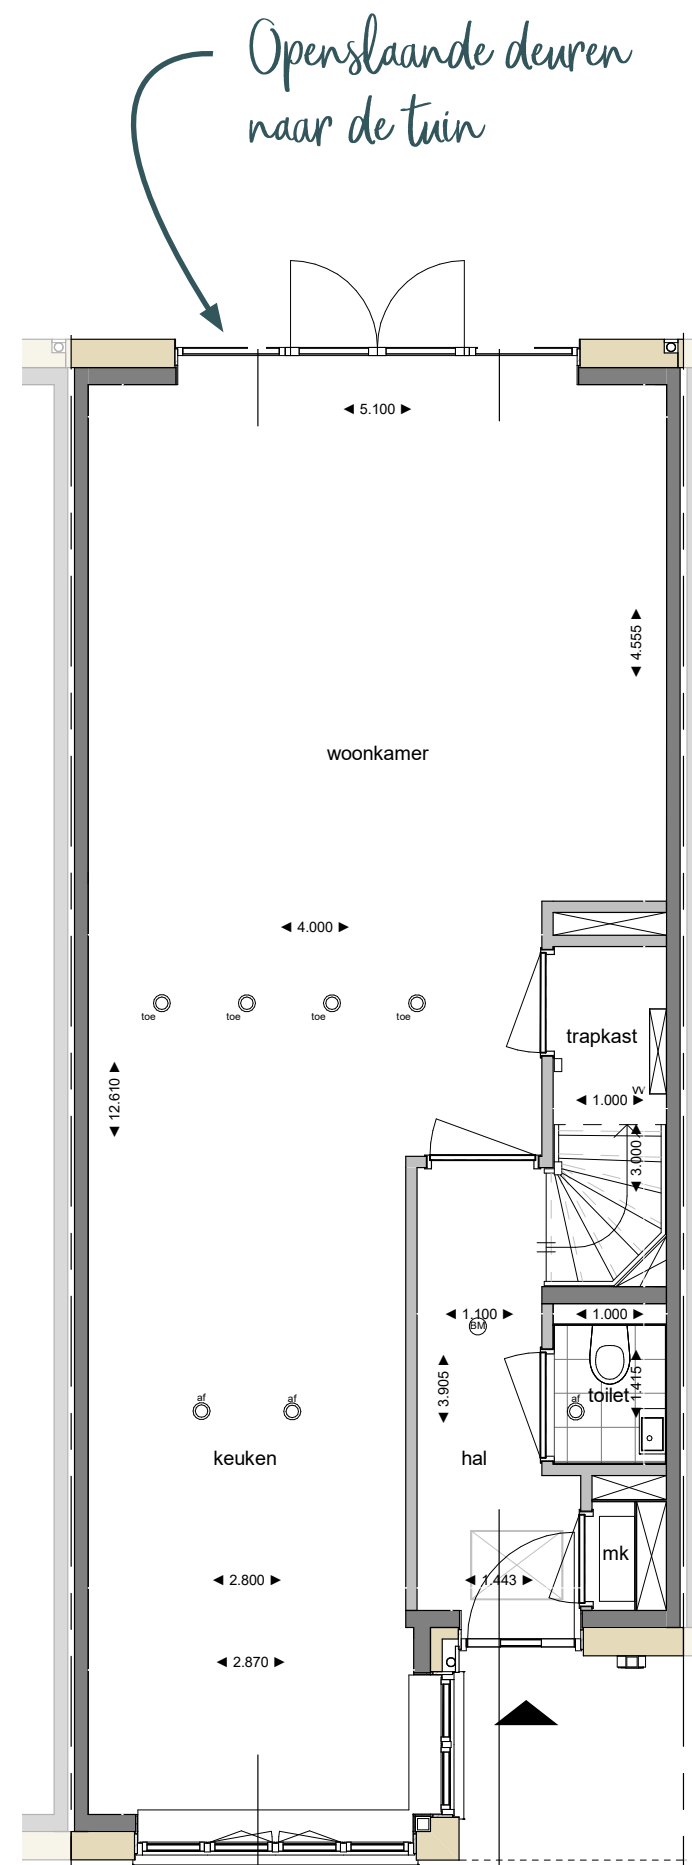 Openslaande deuren
naar de tuin
5.100
4.555
woonkamer
4.000
toe toe toe toe
trapkast
12.610
VV
1.000
3.000
1.100
1.000
BM
3.905
1.415
af af
toilet
af
keuken
hal
mk
2.800
1.443
2.870